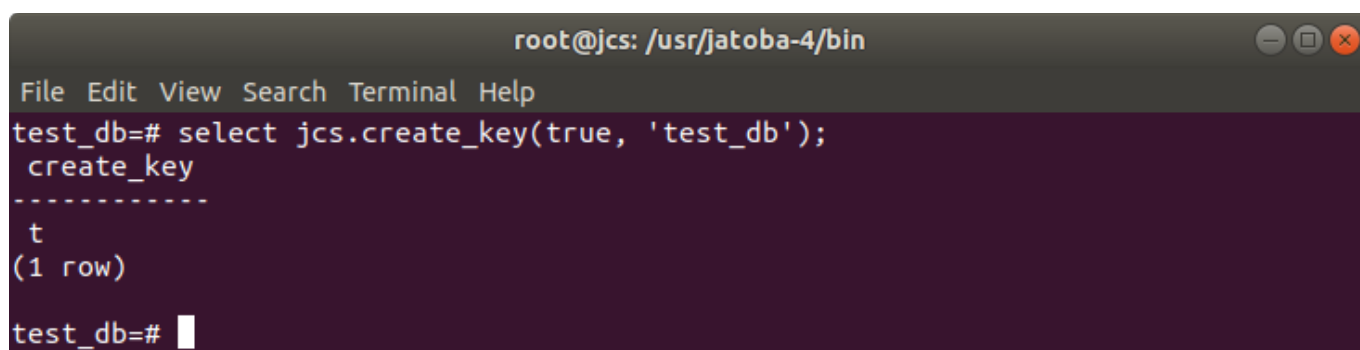 root@jcs: /usr/jatoba-4/bin
File Edit View Search Terminal Help
test_db=# select jcs.create_key(true, 'test_db');
 create_key
------------
 t
(1 row)

test_db=#